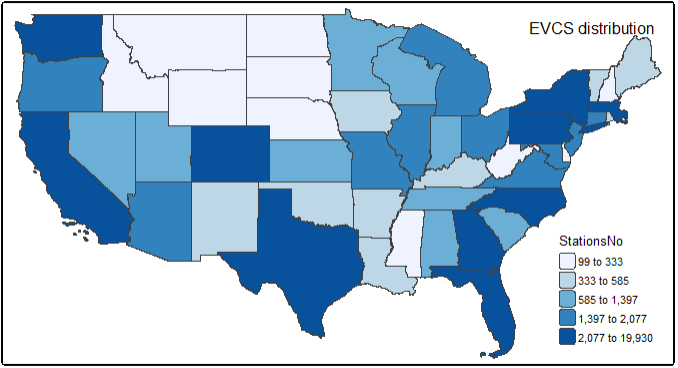 EVCS distribution
StationsNo
99 to 333
333 to 585
585 to 1,397
1,397 to 2,077
2,077 to 19,930